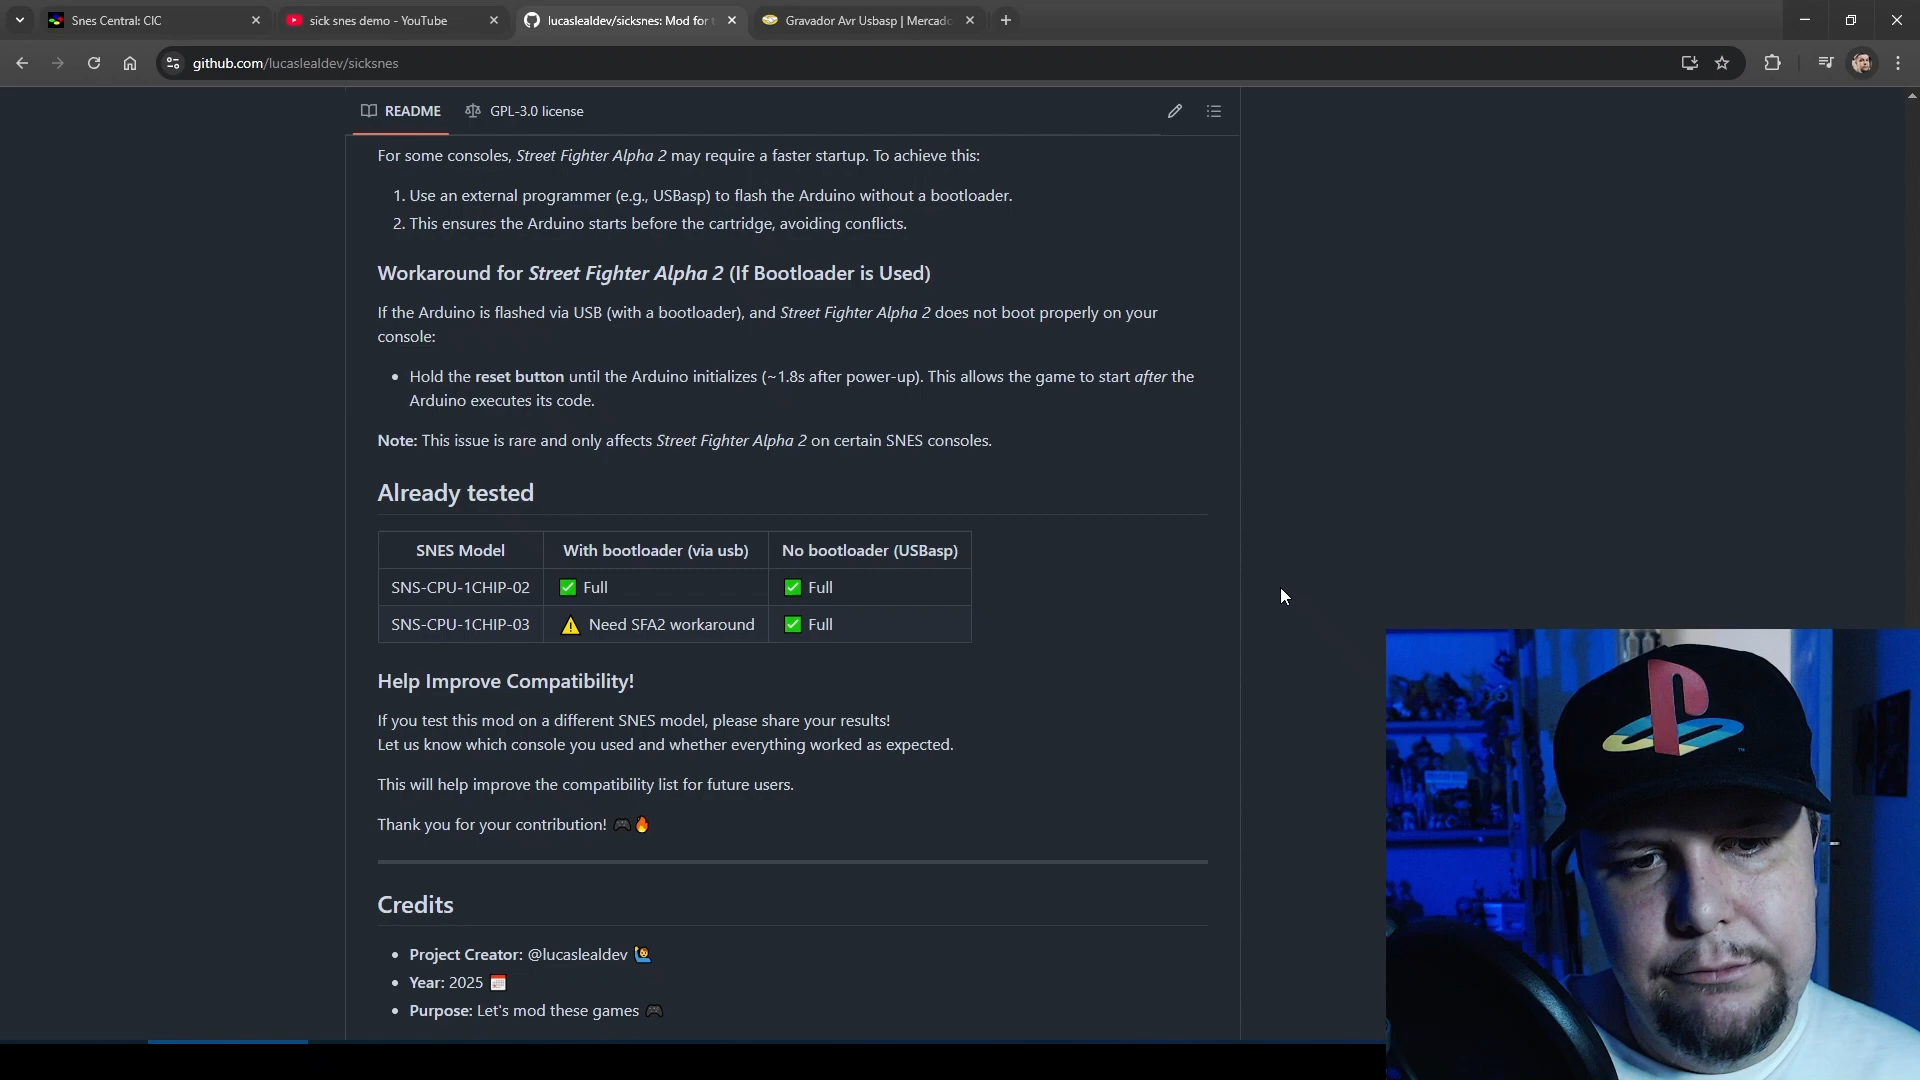 Snes Central: CIC
sick snes demo - YouTube
lucaslealdev/sicksnes: Mod for t
Gravador Avr Usbasp | Mercado
github.com/lucaslealdev/sicksnes
README
GPL-3.0 license
For some consoles, Street Fighter Alpha 2 may require a faster startup. To achieve this:
1. Use an external programmer (e.g., USBasp) to flash the Arduino without a bootloader.
2. This ensures the Arduino starts before the cartridge, avoiding conflicts.
Workaround for Street Fighter Alpha 2 (If Bootloader is Used)
If the Arduino is flashed via USB (with a bootloader), and Street Fighter Alpha 2 does not boot properly on your
console:
• Hold the reset button until the Arduino initializes (~1.8s after power-up). This allows the game to start after the
Arduino executes its code.
Note: This issue is rare and only affects Street Fighter Alpha 2 on certain SNES consoles.
Already tested
SNES Model With bootloader (via usb) No bootloader (USBasp)
SNS-CPU-1CHIP-02 ✅ Full ✅ Full
SNS-CPU-1CHIP-03 ⚠️ Need SFA2 workaround ✅ Full
Help Improve Compatibility!
If you test this mod on a different SNES model, please share your results!
Let us know which console you used and whether everything worked as expected.
This will help improve the compatibility list for future users.
Thank you for your contribution! 🎮🔥
Credits
• Project Creator: @lucaslealdev 🙋‍♂️
• Year: 2025 📅
• Purpose: Let's mod these games 🎮